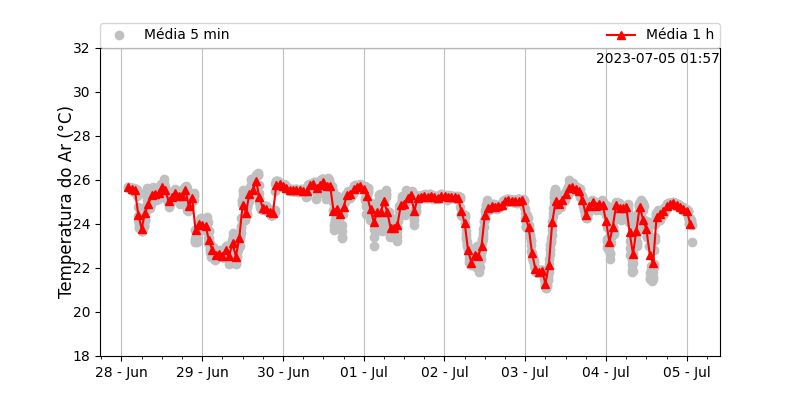 Média 5 min
Média 1 h
2023-07-05 01:57
Temperatura do Ar (°C)
32
30
28
26
24
22
20
18
28 - Jun
29 - Jun
30 - Jun
01 - Jul
02 - Jul
03 - Jul
04 - Jul
05 - Jul